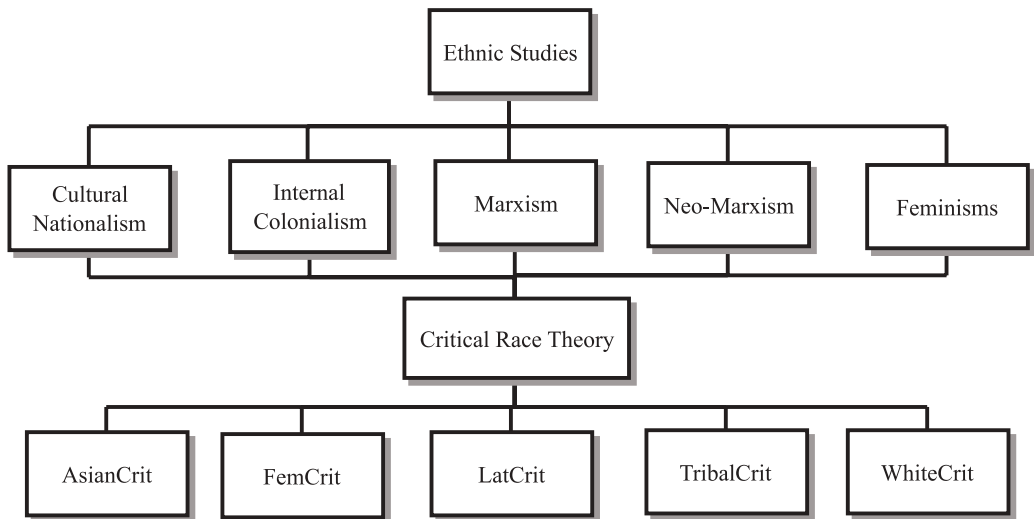 Ethnic Studies
Cultural
Nationalism
Internal
Colonialism
Marxism
Neo-Marxism
Feminisms
Critical Race Theory
AsianCrit
FemCrit
LatCrit
TribalCrit
WhiteCrit